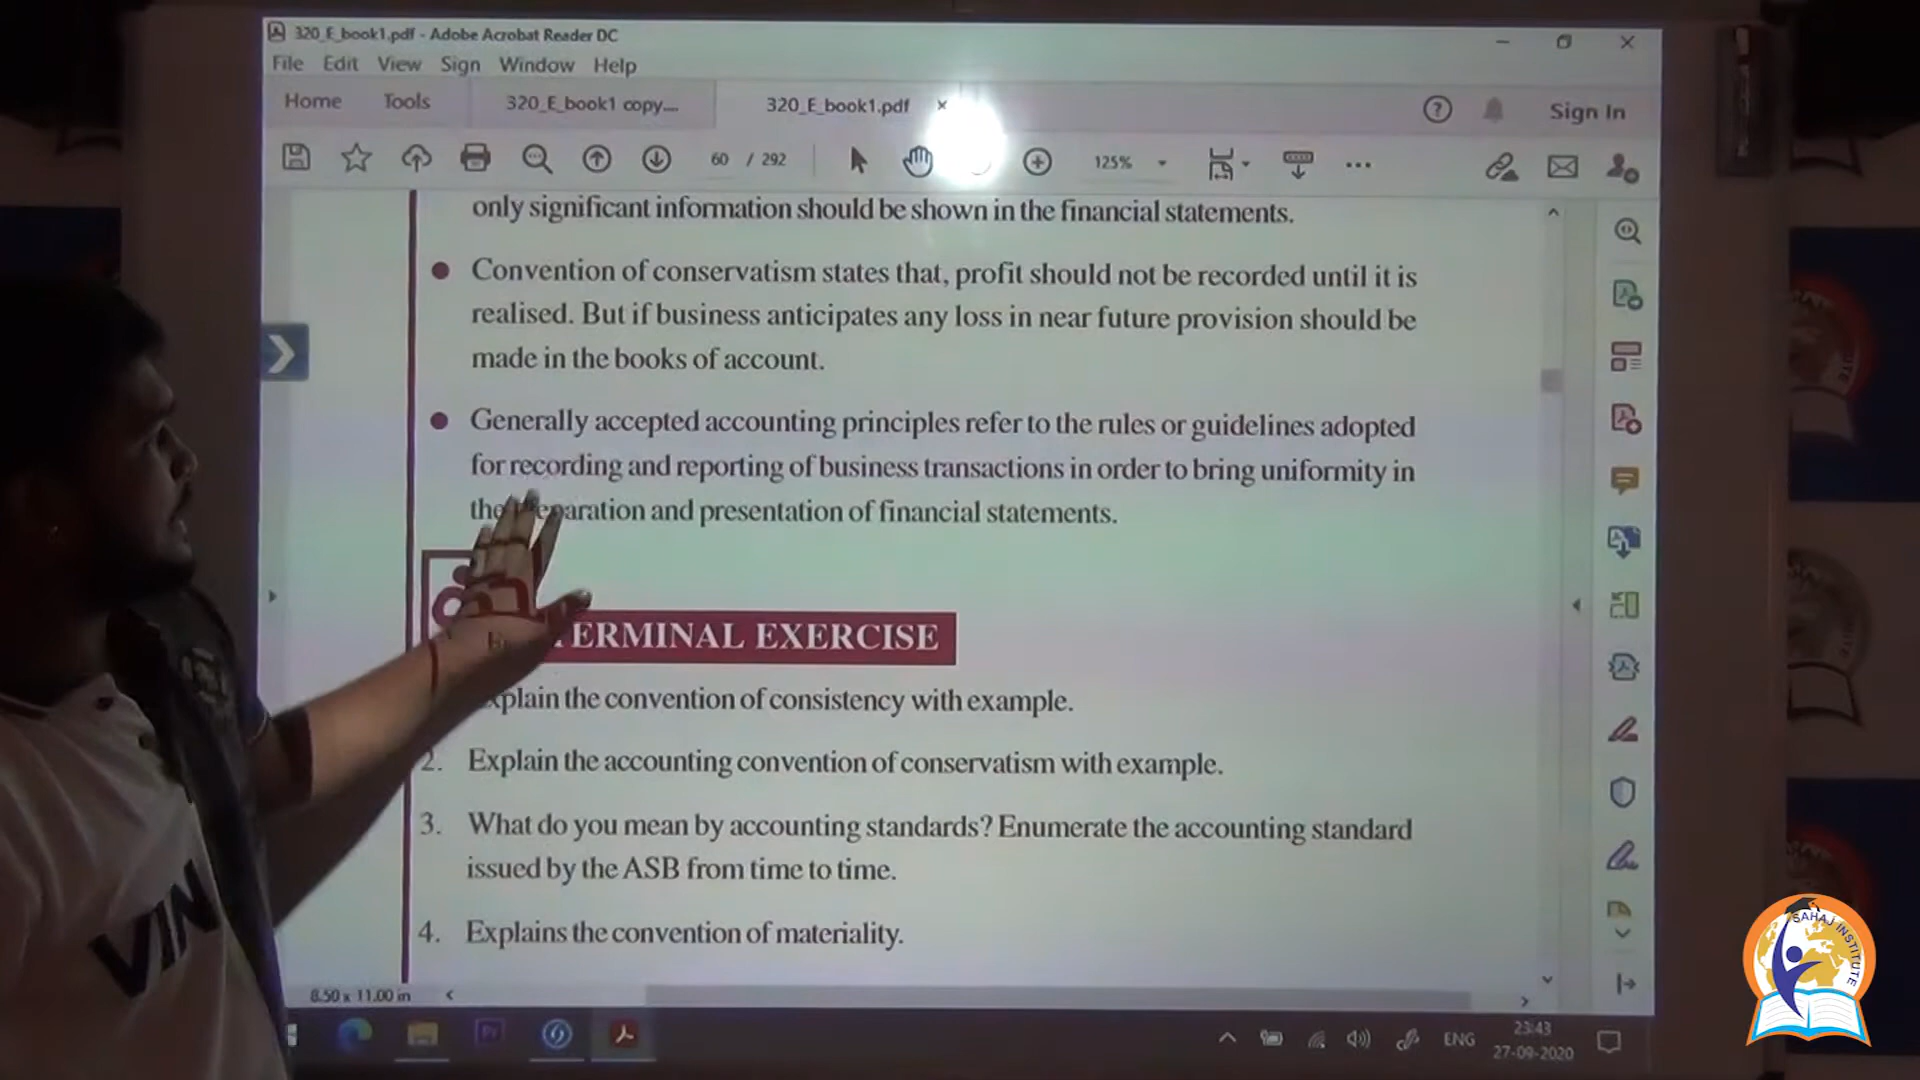 320_E_book1.pdf - Adobe Acrobat Reader DC
File Edit View Sign Window Help
Home Tools 320_E_book1 copy.... 320_E_book1.pdf × Sign In
60 / 292 125%
only significant information should be shown in the financial statements.
● Convention of conservatism states that, profit should not be recorded until it is
realised. But if business anticipates any loss in near future provision should be
made in the books of account.
● Generally accepted accounting principles refer to the rules or guidelines adopted
for recording and reporting of business transactions in order to bring uniformity in
the and presentation of financial statements.
TERMINAL EXERCISE
the convention of consistency with example.
2. Explain the accounting convention of conservatism with example.
3. What do you mean by accounting standards? Enumerate the accounting standard
issued by the ASB from time to time.
4. Explains the convention of materiality.
8.50 x 11.00 in
VIN
Pr
ENG
23:43
27-09-2020
SAHAJ INSTITUTE